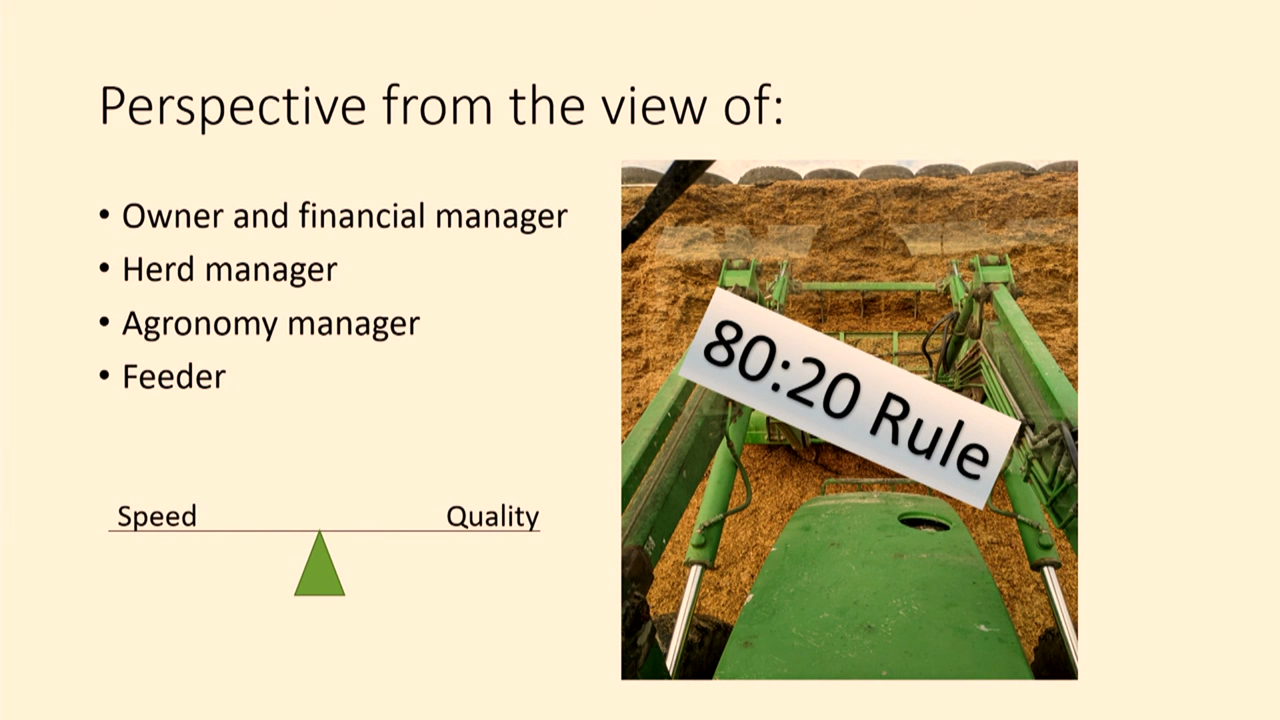 Perspective from the view of:
• Owner and financial manager
• Herd manager
• Agronomy manager
• Feeder
Speed
Quality
80:20 Rule